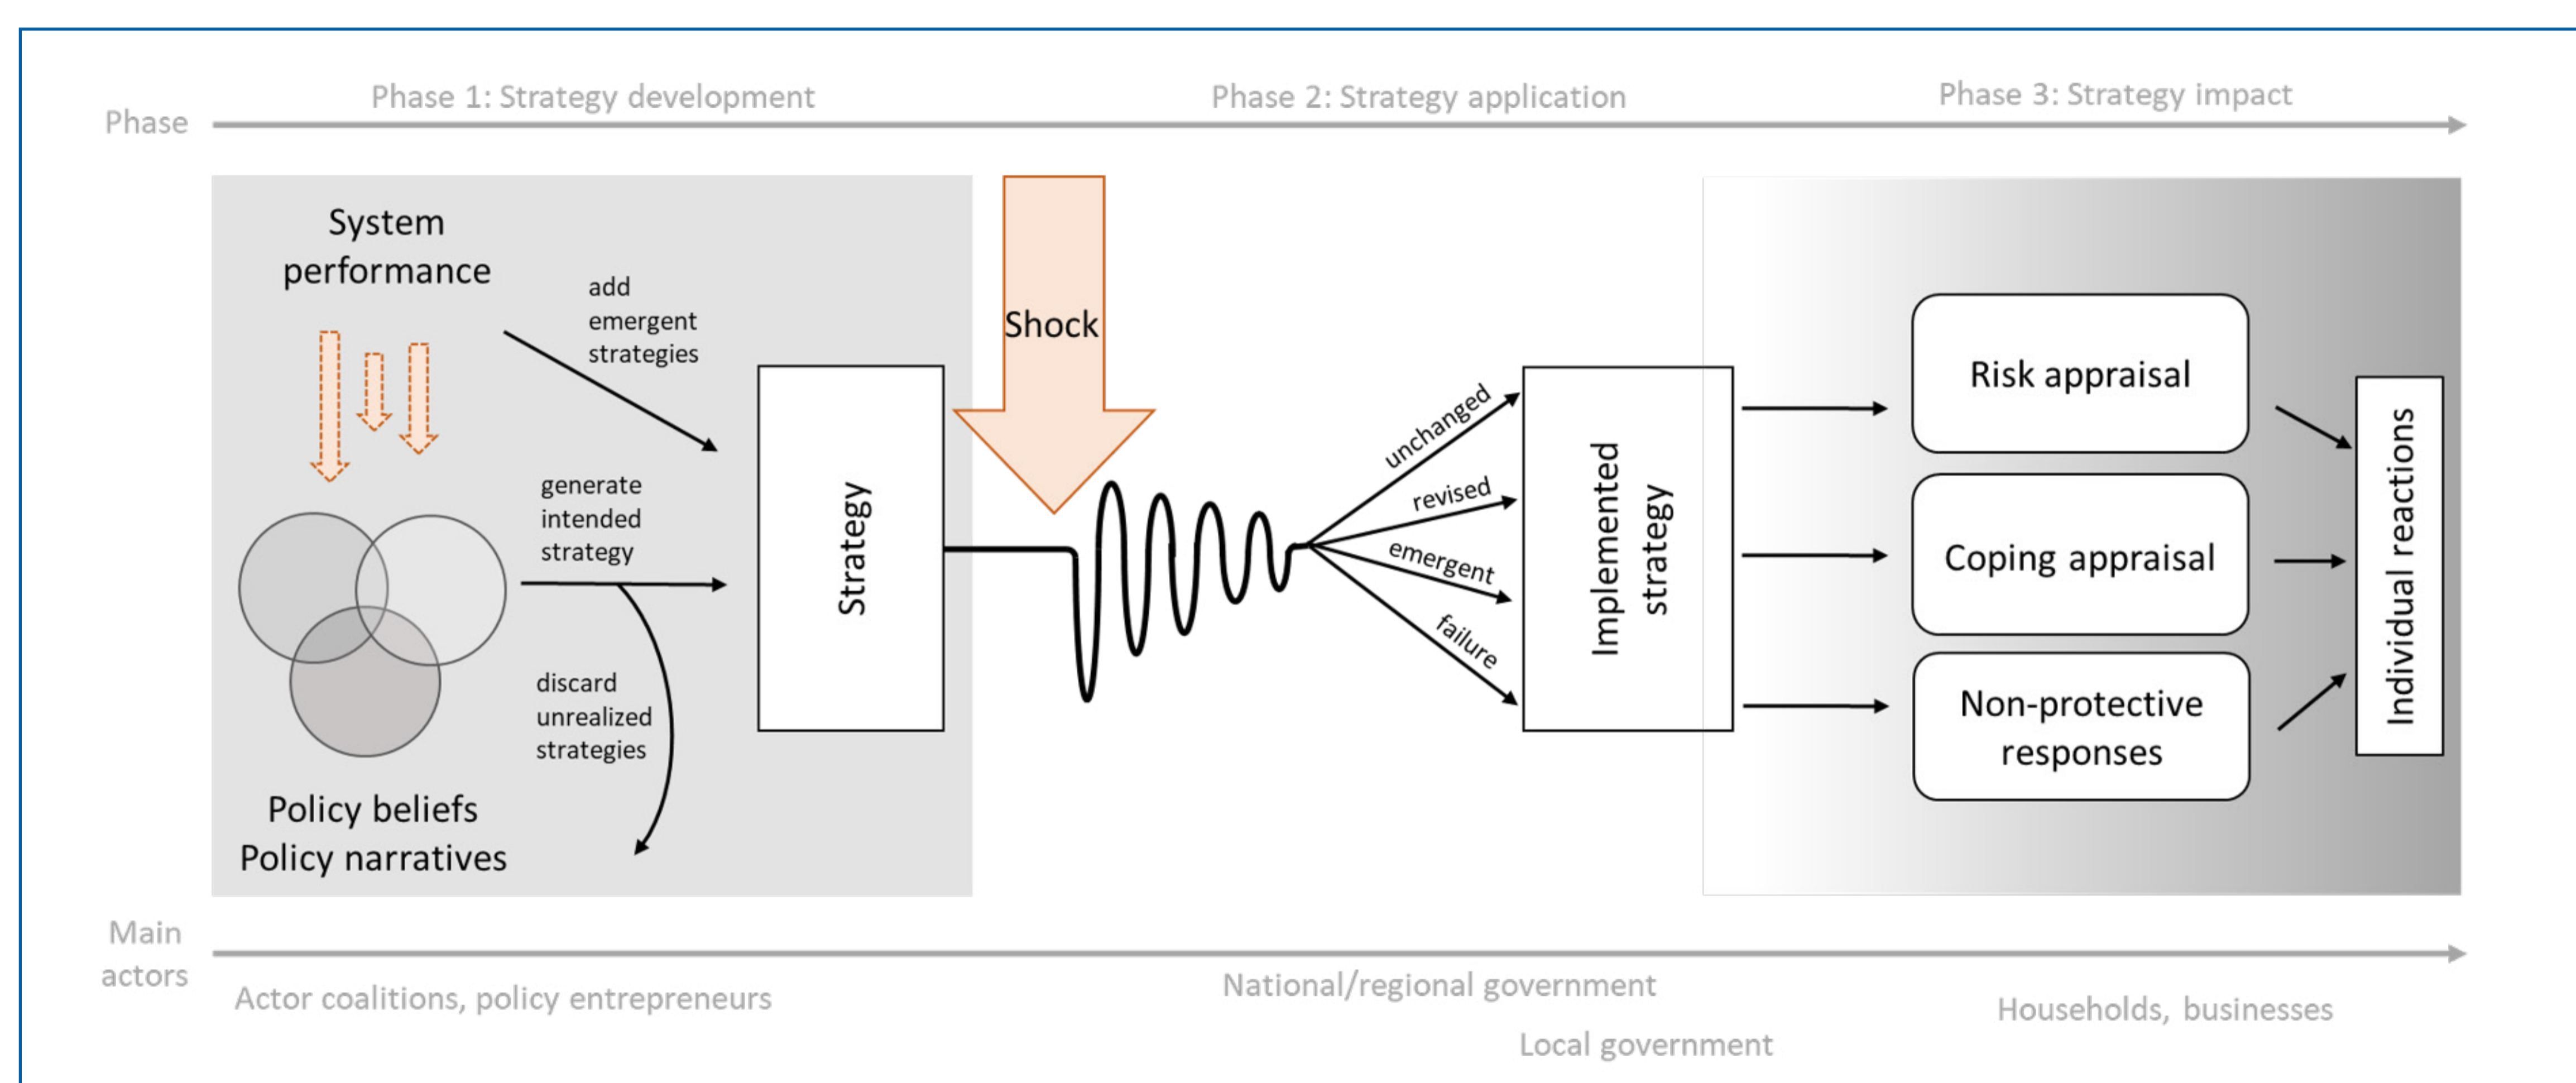 Phase 1: Strategy development
Phase 2: Strategy application
Phase 3: Strategy impact
Phase
System
performance
add
emergent
strategies
generate
intended
strategy
discard
unrealized
strategies
Policy beliefs
Policy narratives
Strategy
Shock
unchanged
revised
emergent
failure
Implemented
strategy
Risk appraisal
Coping appraisal
Non-protective
responses
Individual reactions
Main
actors
Actor coalitions, policy entrepreneurs
National/regional government
Local government
Households, businesses